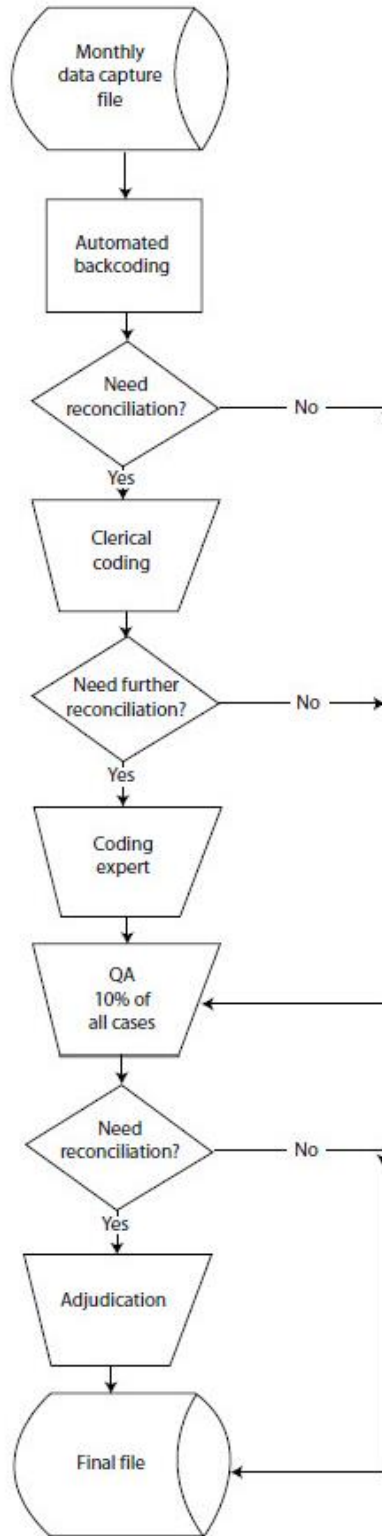 Monthly
data capture
file
Automated
backcoding
Need
reconciliation?
No
Yes
Clerical
coding
Need further
reconciliation?
No
Yes
Coding
expert
QA
10% of
all cases
Need
reconciliation?
No
Yes
Adjudication
Final file